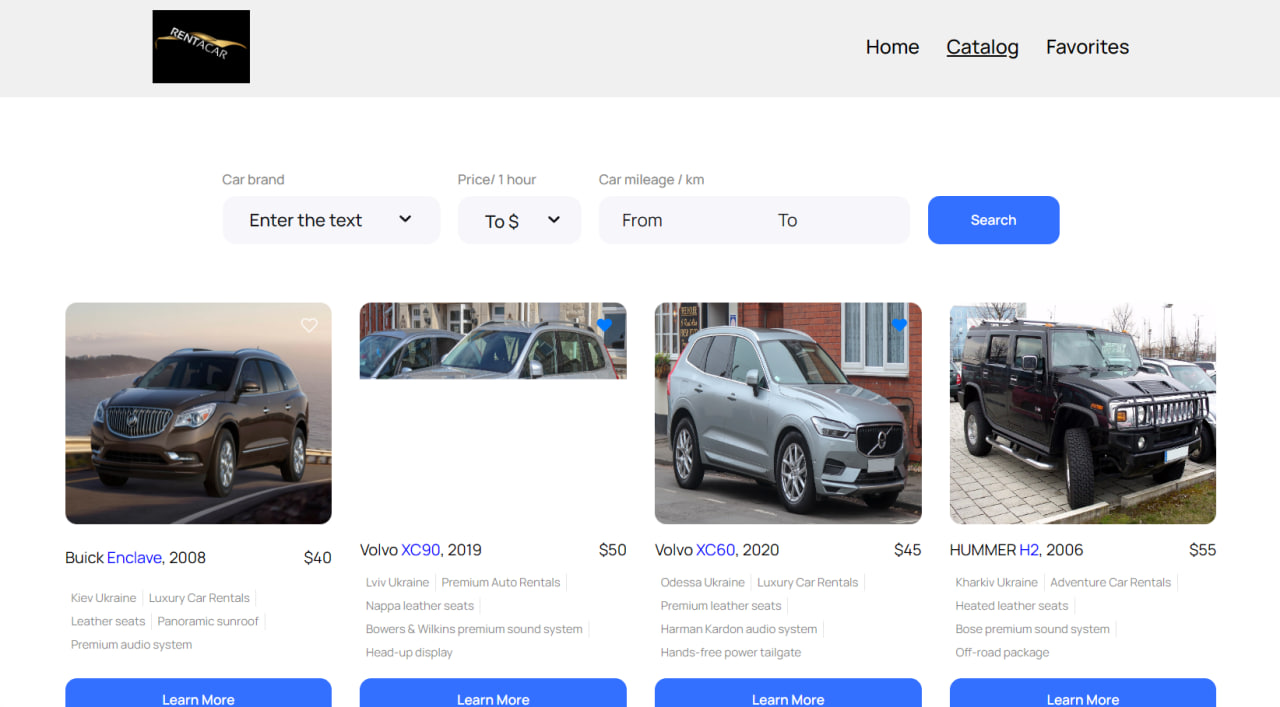 RENTACAR
Home Catalog Favorites
Car brand Price/ 1 hour Car mileage / km
Enter the text To $ From To Search
Buick Enclave, 2008 $40
Kiev Ukraine Luxury Car Rentals
Leather seats Panoramic sunroof
Premium audio system
Learn More
Volvo XC90, 2019 $50
Lviv Ukraine Premium Auto Rentals
Nappa leather seats
Bowers & Wilkins premium sound system
Head-up display
Learn More
Volvo XC60, 2020 $45
Odessa Ukraine Luxury Car Rentals
Premium leather seats
Harman Kardon audio system
Hands-free power tailgate
Learn More
HUMMER H2, 2006 $55
Kharkiv Ukraine Adventure Car Rentals
Heated leather seats
Bose premium sound system
Off-road package
Learn More